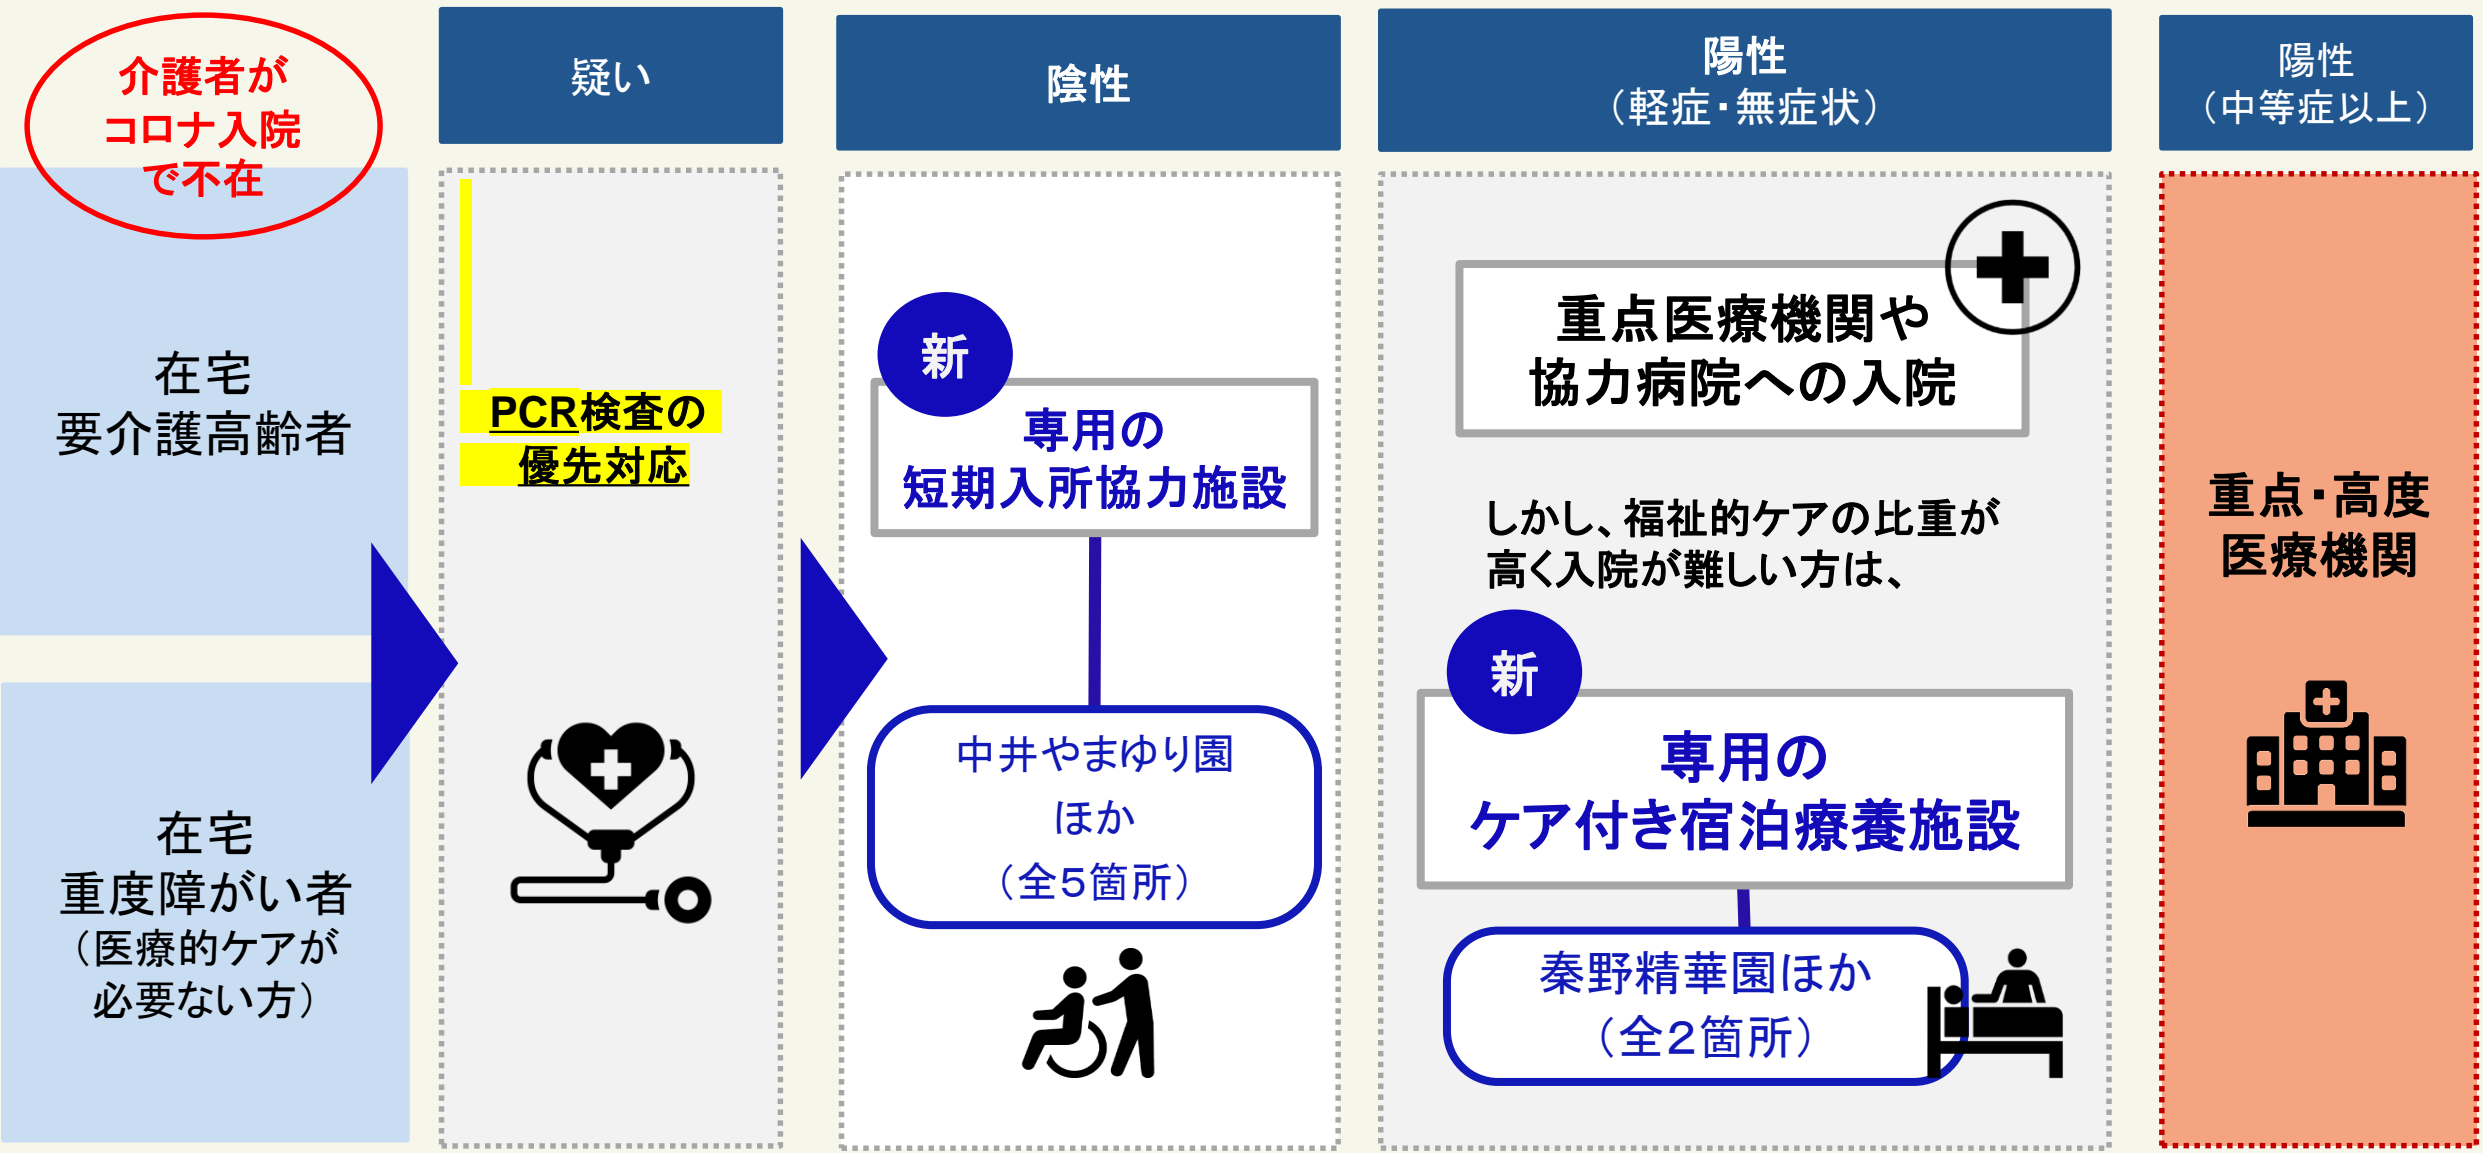 介護者が
コロナ入院
で不在
在宅
要介護高齢者
在宅
重度障がい者
（医療的ケアが
必要ない方）
疑い
PCR検査の
優先対応
陰性
新
専用の
短期入所協力施設
中井やまゆり園
ほか
（全５箇所）
陽性
（軽症・無症状）
重点医療機関や
協力病院への入院
しかし、福祉的ケアの比重が
高く入院が難しい方は、
新
専用の
ケア付き宿泊療養施設
秦野精華園ほか
（全２箇所）
陽性
（中等症以上）
重点・高度
医療機関